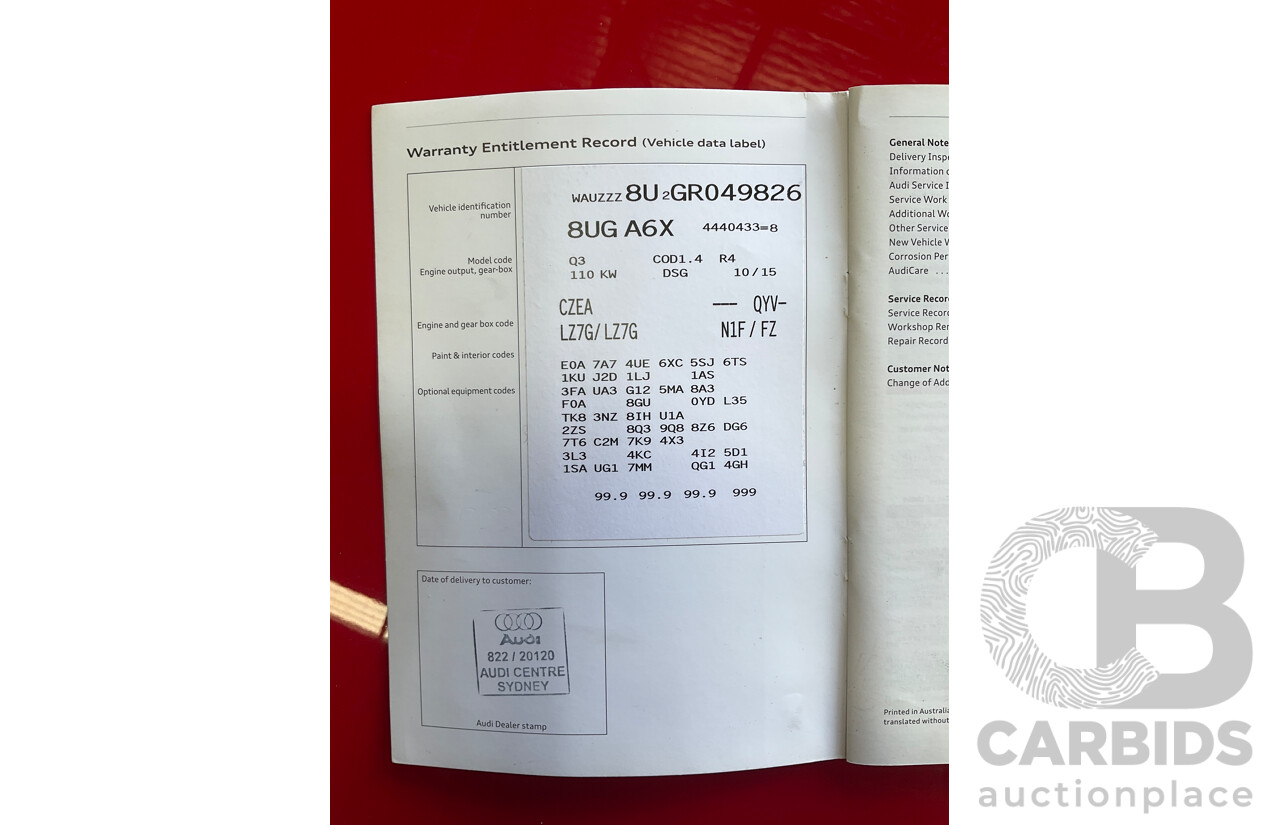 Warranty Entitlement Record (Vehicle data label)
Vehicle identification
number
WAUZZZ 8U 2GR049826
8UG A6X 4440433=8
Model code
Engine output, gear-box
Q3 COD1.4 R4
110 KW DSG 10/15
Engine and gear box code
CZEA --- QYV-
LZ7G/LZ7G N1F / FZ
Paint & interior codes
Optional equipment codes
E0A 7A7 4UE 6XC 5SJ 6TS
1KU J2D 1LJ 1AS
3FA UA3 G12 5MA 8A3
F0A 8GU 0YD L35
TK8 3NZ 8IH U1A
2ZS 8Q3 9Q8 8Z6 DG6
7T6 C2M 7K9 4X3
3L3 4KC 4I2 5D1
1SA UG1 7MM QG1 4GH
99.9 99.9 99.9 999
Date of delivery to customer:
Audi
822 / 20120
AUDI CENTRE
SYDNEY
Audi Dealer stamp
General Note
Delivery Inspe
Information
Audi Service I
Service Work
Additional Wo
Other Service
New Vehicle W
Corrosion Per
AudiCare ...
Service Recor
Service Record
Workshop Rem
Repair Record
Customer Not
Change of Add
Printed in Australia
translated without
CB
CARBIDS
auctionplace